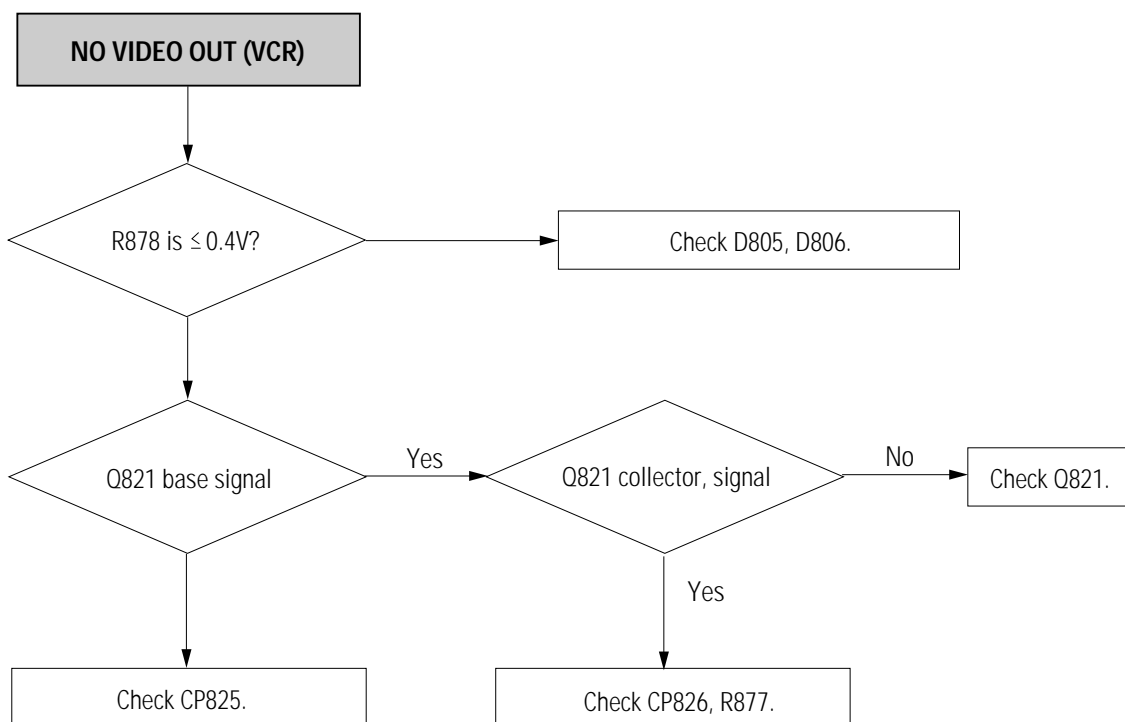 NO VIDEO OUT (VCR)
R878 is ≤ 0.4V?
Check D805, D806.
Q821 base signal
Yes
Q821 collector, signal
No
Check Q821.
Yes
Check CP825.
Check CP826, R877.